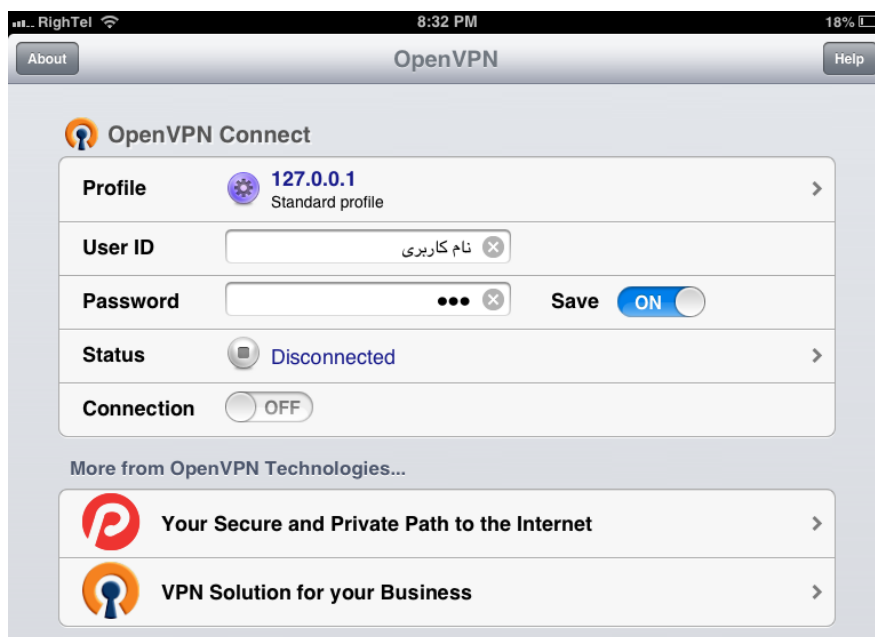 RighTel 8:32 PM 18%
About OpenVPN Help
OpenVPN Connect
Profile 127.0.0.1
Standard profile
User ID نام کاربری
Password ••• Save ON
Status Disconnected
Connection OFF
More from OpenVPN Technologies...
Your Secure and Private Path to the Internet
VPN Solution for your Business